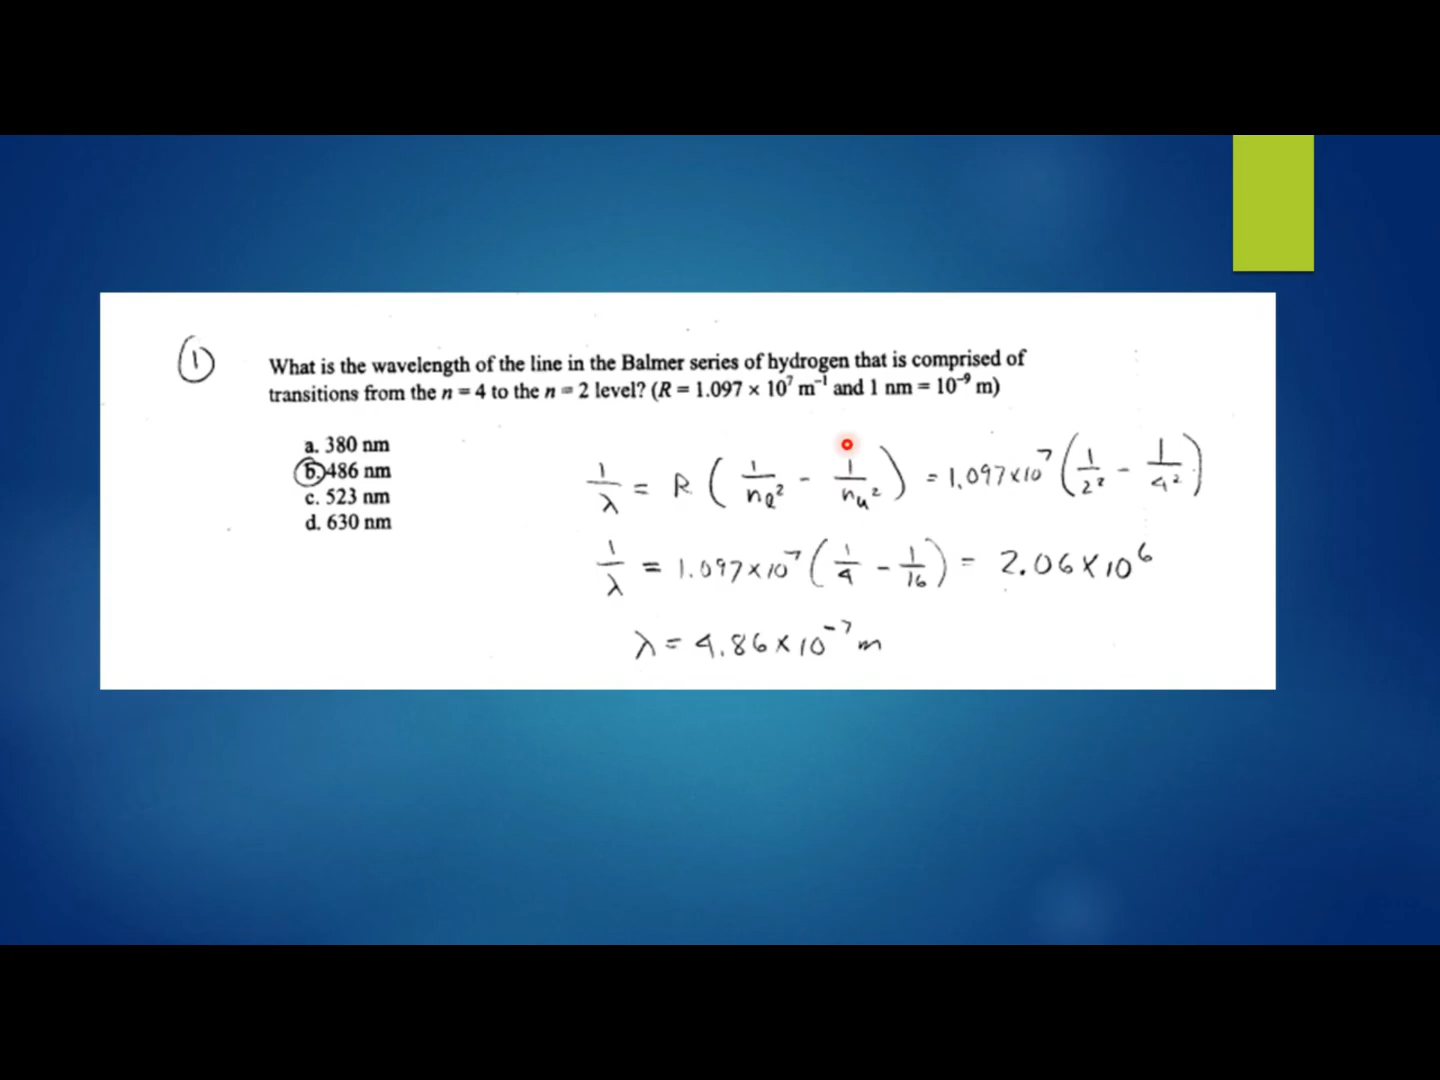 ①
What is the wavelength of the line in the Balmer series of hydrogen that is comprised of
transitions from the n = 4 to the n = 2 level? (R = 1.097 × 10⁷ m⁻¹ and 1 nm = 10⁻⁹ m)
a. 380 nm
b. 486 nm
c. 523 nm
d. 630 nm
1/λ = R (1/nℓ² - 1/nᵤ²) = 1.097×10⁷ (1/2² - 1/4²)
1/λ = 1.097×10⁷ (1/4 - 1/16) = 2.06×10⁶
λ = 4.86×10⁻⁷ m